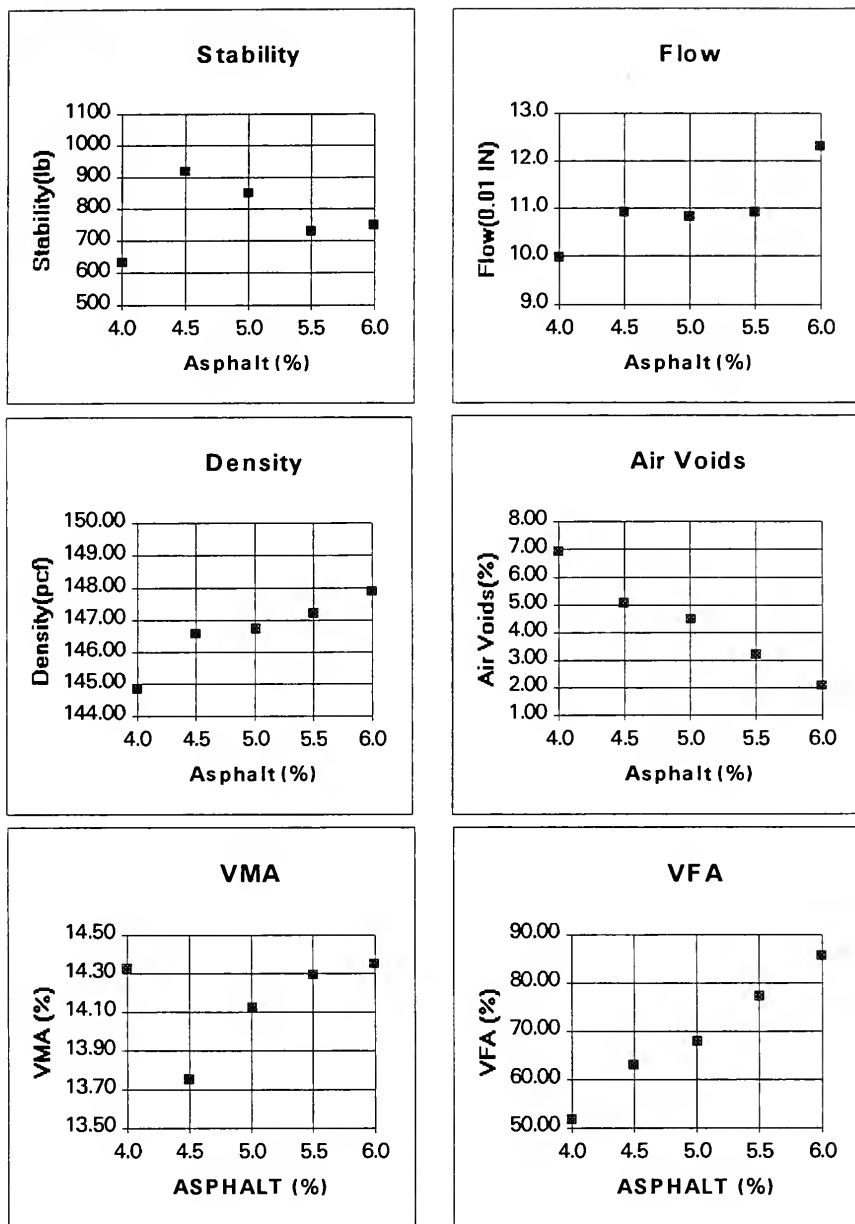 Stability
1100
1000
900
800
700
600
500
Stability(lb)
4.0 4.5 5.0 5.5 6.0
Asphalt (%)
Flow
13.0
12.0
11.0
10.0
9.0
Flow(0.01 IN)
4.0 4.5 5.0 5.5 6.0
Asphalt (%)
Density
150.00
149.00
148.00
147.00
146.00
145.00
144.00
Density(pcf)
4.0 4.5 5.0 5.5 6.0
Asphalt (%)
Air Voids
8.00
7.00
6.00
5.00
4.00
3.00
2.00
1.00
Air Voids(%)
4.0 4.5 5.0 5.5 6.0
Asphalt (%)
VMA
14.50
14.30
14.10
13.90
13.70
13.50
VMA (%)
4.0 4.5 5.0 5.5 6.0
ASPHALT (%)
VFA
90.00
80.00
70.00
60.00
50.00
VFA (%)
4.0 4.5 5.0 5.5 6.0
ASPHALT (%)